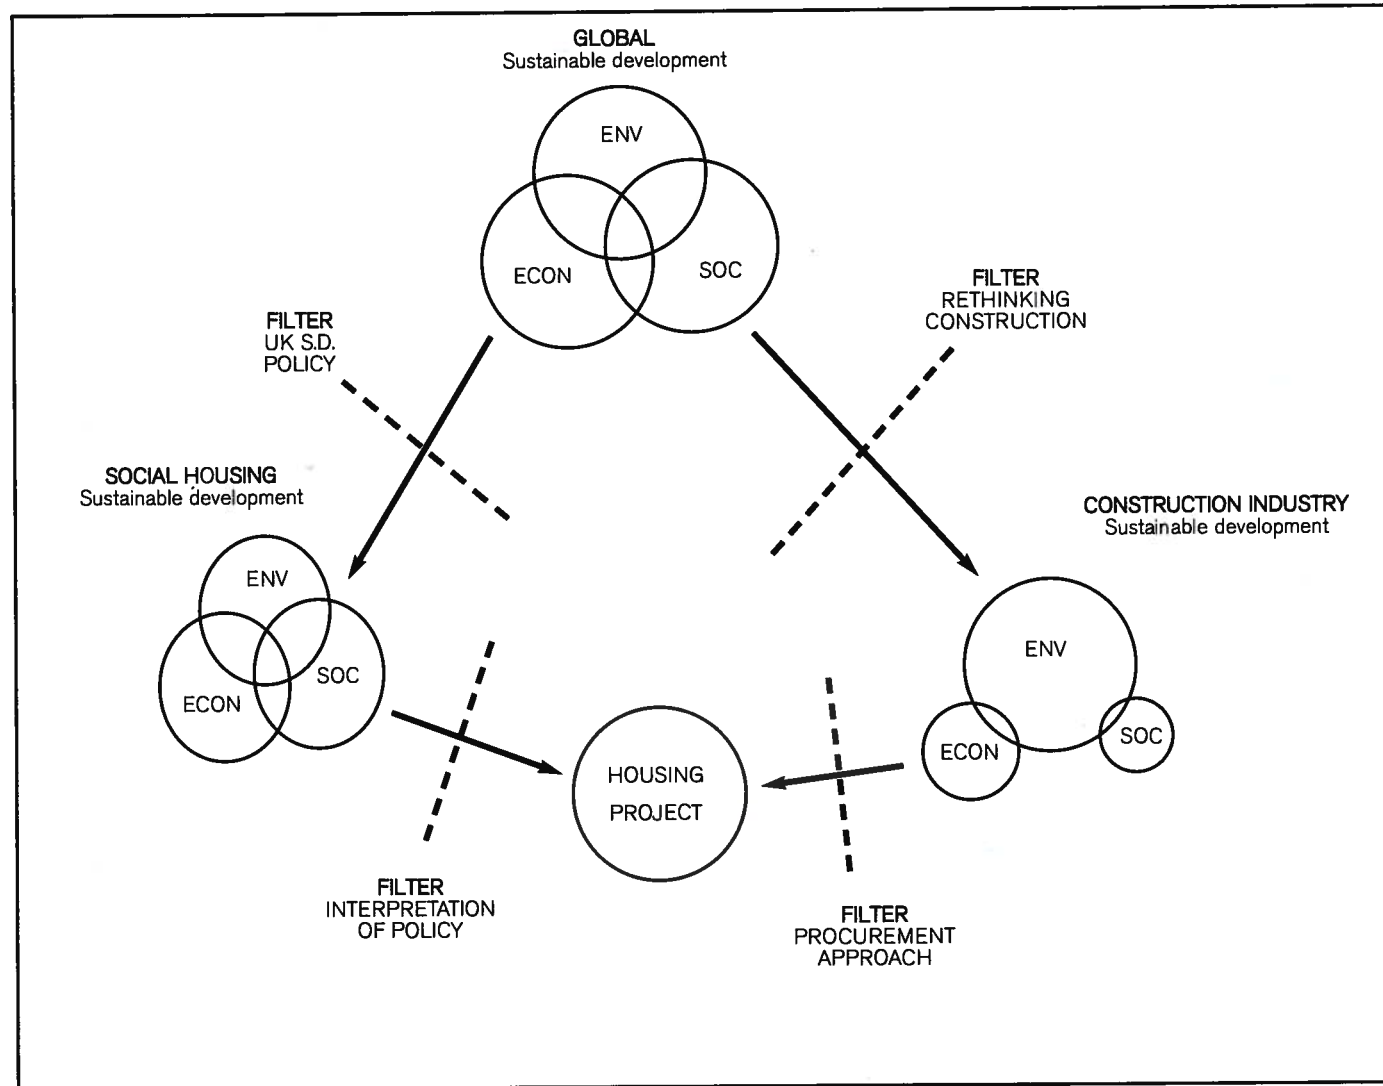 GLOBAL
Sustainable development
ENV
ECON
SOC
FILTER
UK S.D.
POLICY
FILTER
RETHINKING
CONSTRUCTION
SOCIAL HOUSING
Sustainable development
ENV
ECON
SOC
CONSTRUCTION INDUSTRY
Sustainable development
ENV
ECON
SOC
HOUSING
PROJECT
FILTER
INTERPRETATION
OF POLICY
FILTER
PROCUREMENT
APPROACH